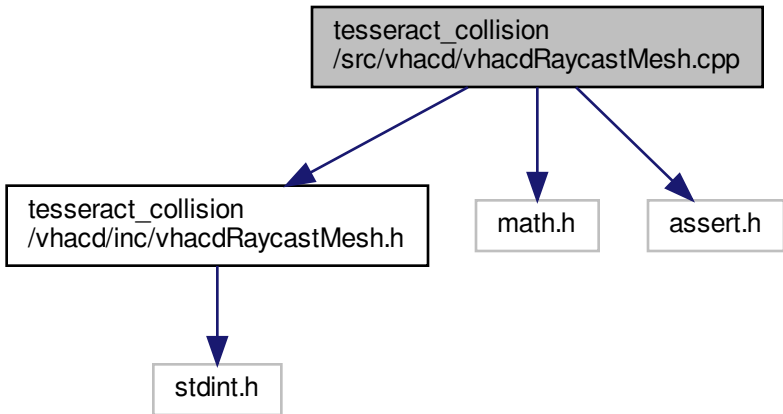 tesseract_collision
/src/vhacd/vhacdRaycastMesh.cpp
tesseract_collision
/vhacd/inc/vhacdRaycastMesh.h
math.h
assert.h
stdint.h